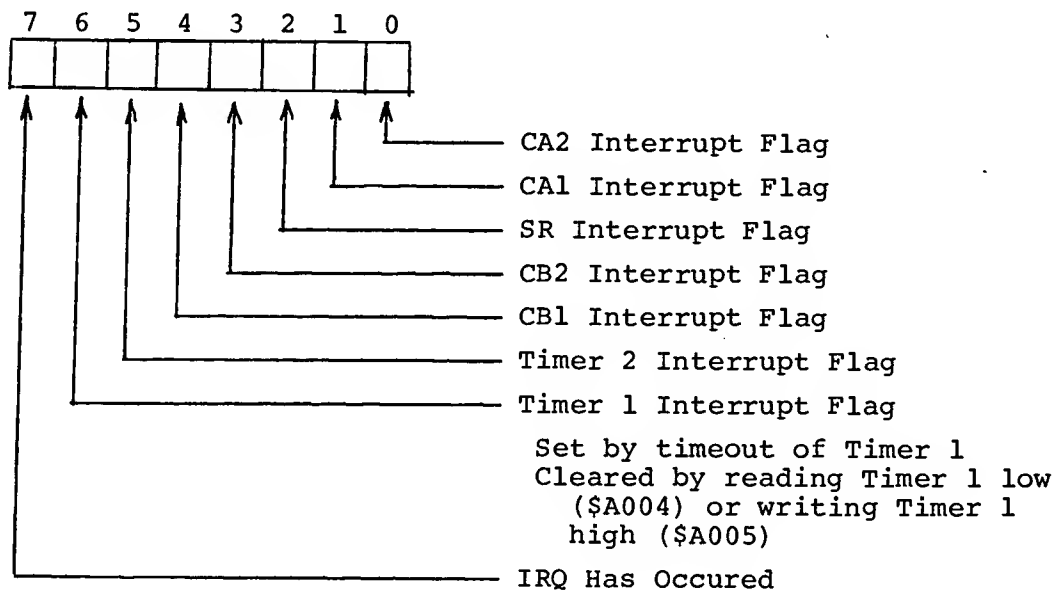 7 6 5 4 3 2 1 0
CA2 Interrupt Flag
CA1 Interrupt Flag
SR Interrupt Flag
CB2 Interrupt Flag
CB1 Interrupt Flag
Timer 2 Interrupt Flag
Timer 1 Interrupt Flag
Set by timeout of Timer 1
Cleared by reading Timer 1 low
($A004) or writing Timer 1
high ($A005)
IRQ Has Occured